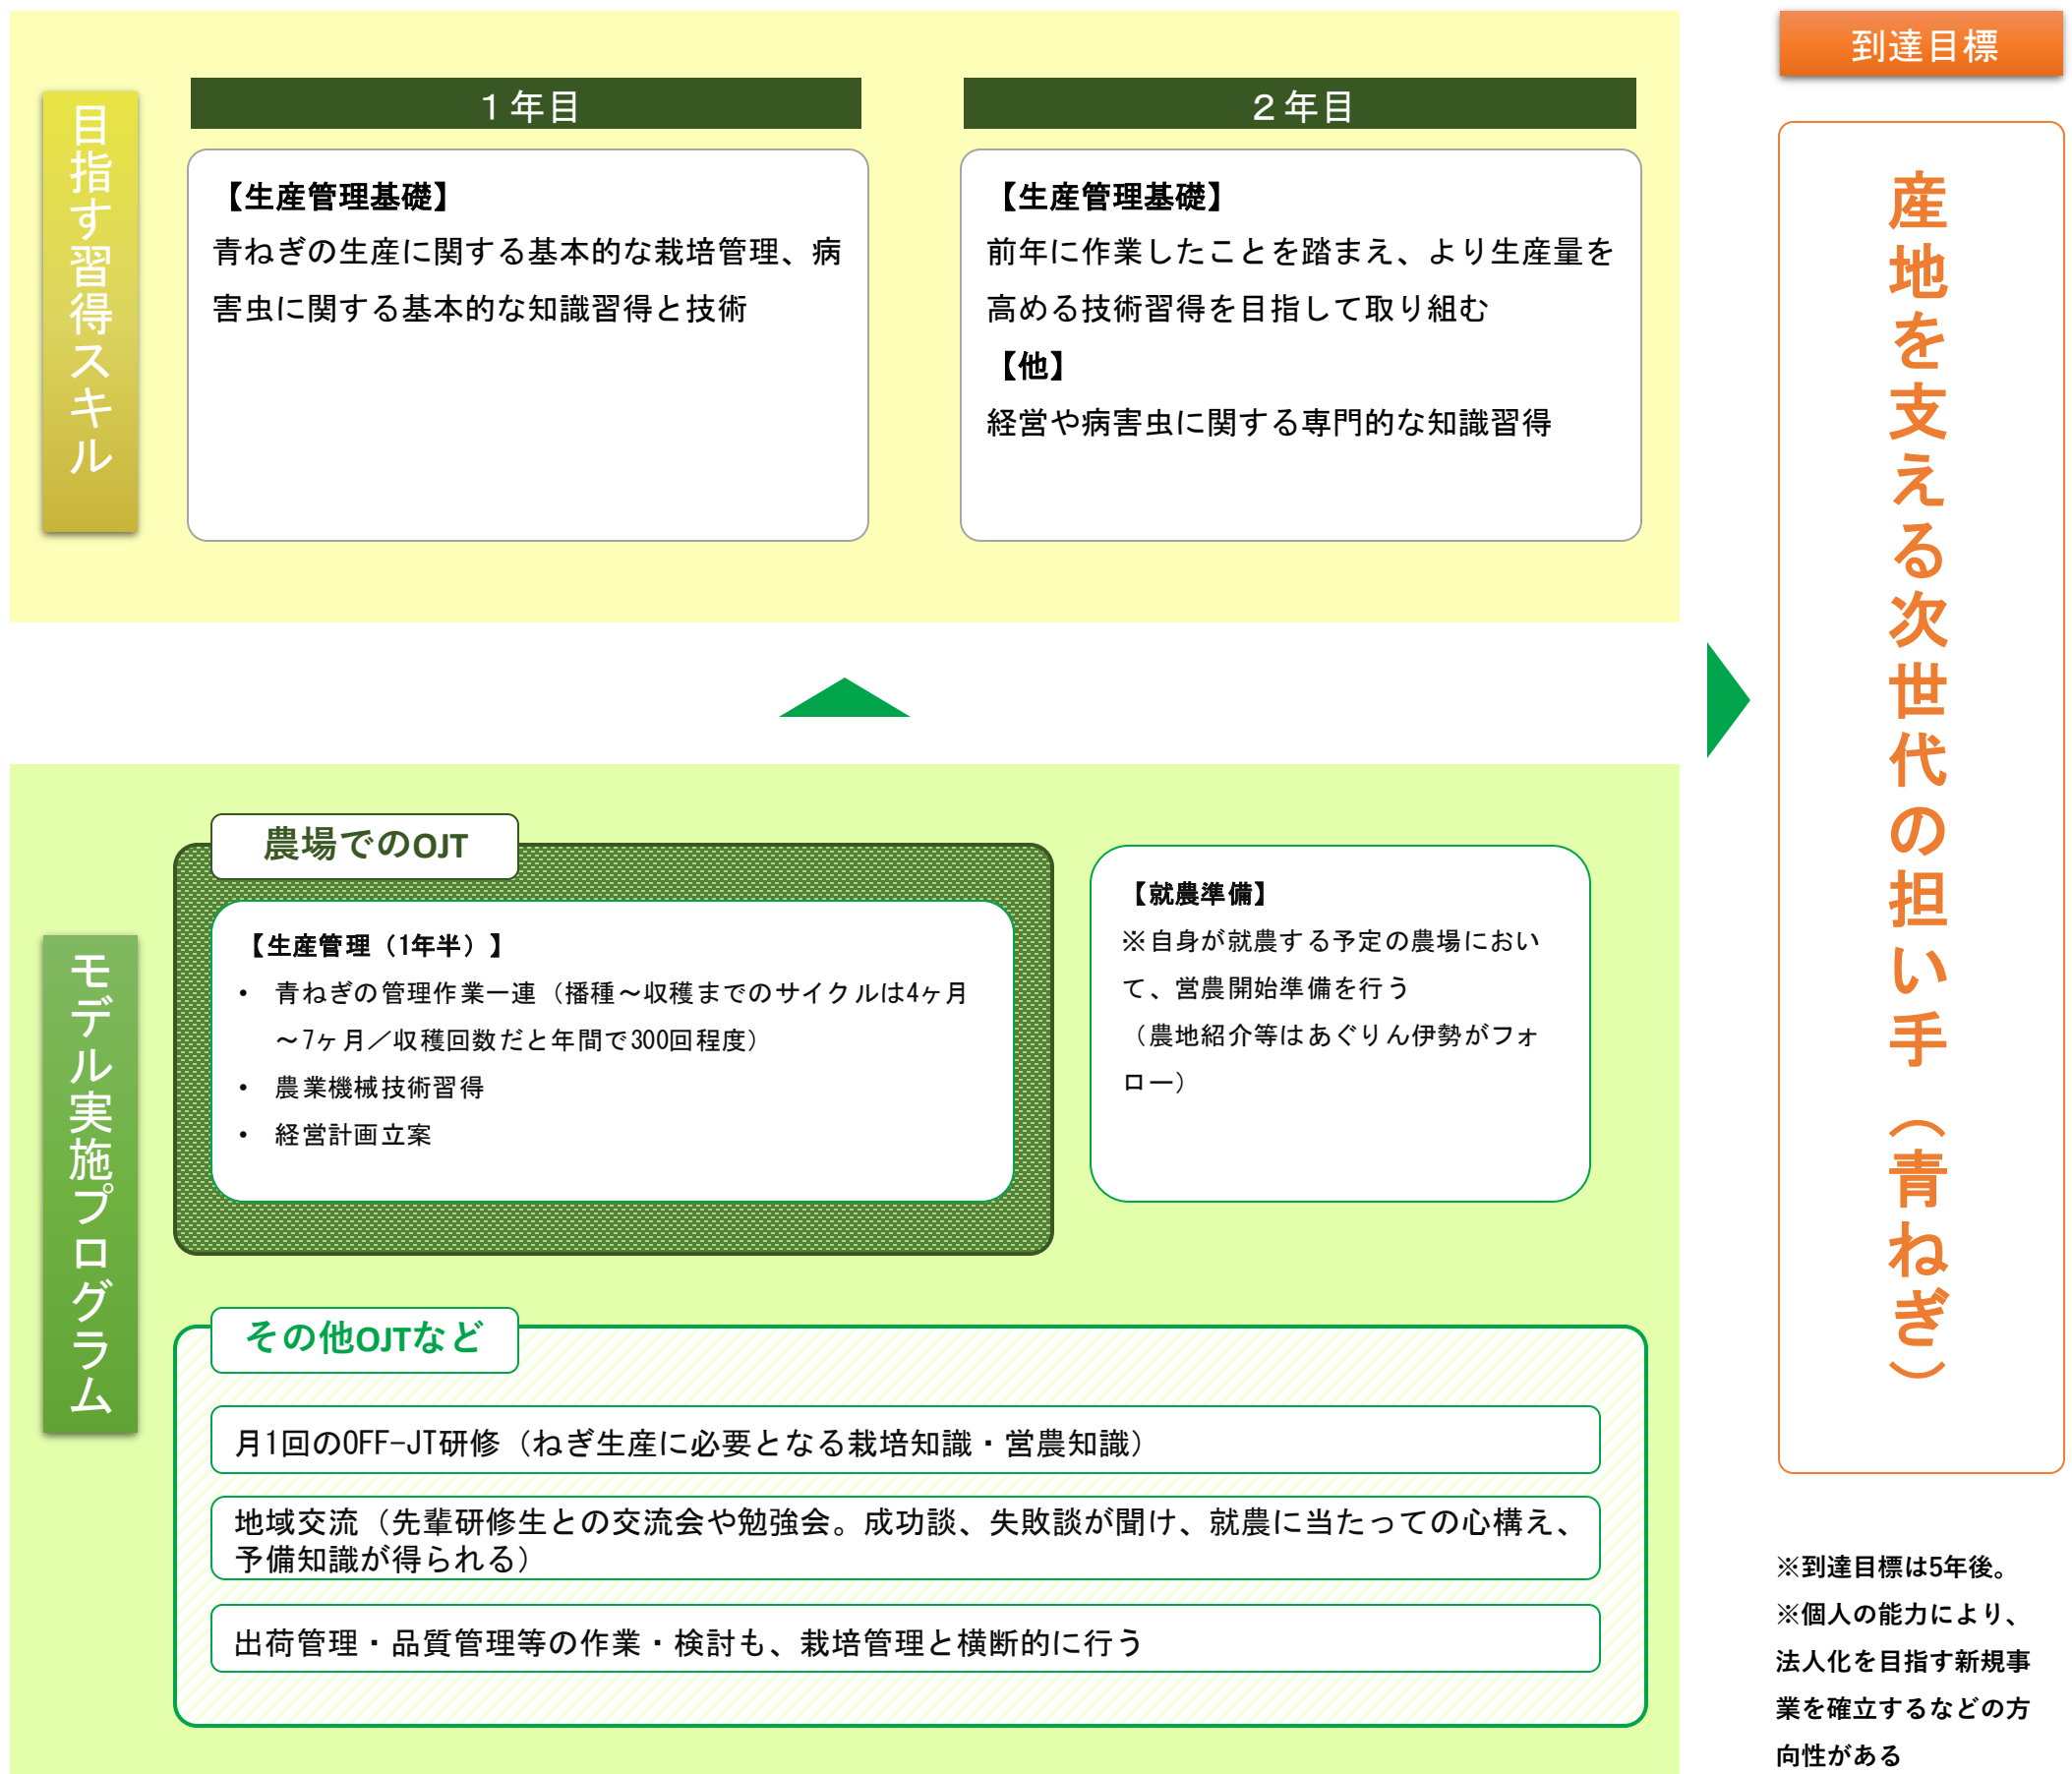 到達目標
１年目
２年目
目指す習得スキル
【生産管理基礎】
青ねぎの生産に関する基本的な栽培管理、病
害虫に関する基本的な知識習得と技術
【生産管理基礎】
前年に作業したことを踏まえ、より生産量を
高める技術習得を目指して取り組む
【他】
経営や病害虫に関する専門的な知識習得
産地を支える次世代の担い手（青ねぎ）
モデル実施プログラム
農場でのOJT
【生産管理（1年半）】
• 青ねぎの管理作業一連（播種～収穫までのサイクルは4ヶ月
～7ヶ月／収穫回数だと年間で300回程度）
• 農業機械技術習得
• 経営計画立案
【就農準備】
※自身が就農する予定の農場におい
て、営農開始準備を行う
（農地紹介等はあぐりん伊勢がフォ
ロー）
その他OJTなど
月1回のOFF-JT研修（ねぎ生産に必要となる栽培知識・営農知識）
地域交流（先輩研修生との交流会や勉強会。成功談、失敗談が聞け、就農に当たっての心構え、
予備知識が得られる）
出荷管理・品質管理等の作業・検討も、栽培管理と横断的に行う
※到達目標は5年後。
※個人の能力により、
法人化を目指す新規事
業を確立するなどの方
向性がある